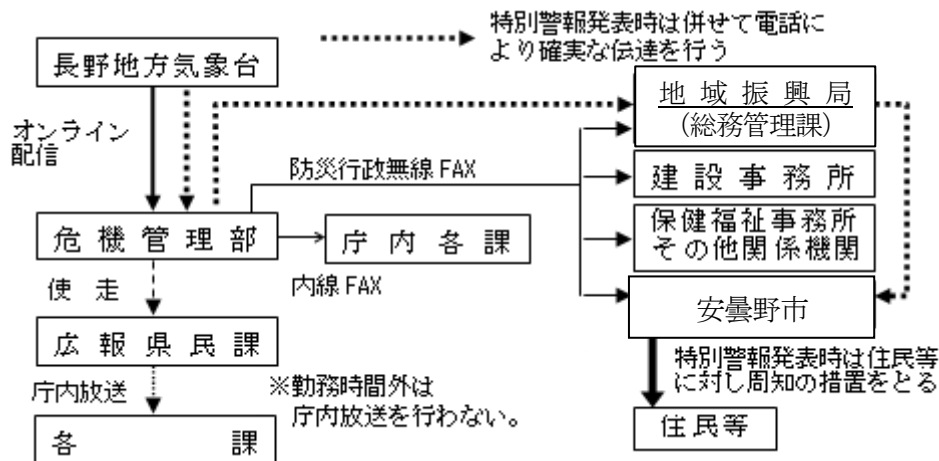 特別警報発表時は併せて電話に
より確実な伝達を行う
長野地方気象台
オンライン
配信
地域振興局
(総務管理課)
防災行政無線 FAX
建設事務所
危機管理部
庁内各課
保健福祉事務所
その他関係機関
使走
内線 FAX
安曇野市
広報県民課
特別警報発表時は住民等
に対し周知の措置をとる
庁内放送
※勤務時間外は
庁内放送を行わない。
各課
住民等